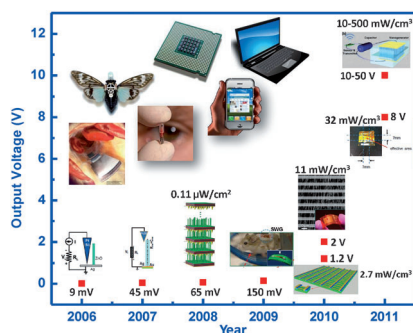 10-500 mW/cm³
12
10
10-50 V
8
8 V
32 mW/cm³
6
11 mW/cm³
4
0.11 µW/cm²
SWG
2
2 V
1.2 V
0
9 mV
45 mV
65 mV
150 mV
2.7 mW/cm³
Output Voltage (V)
2006
2007
2008
2009
2010
2011
Year